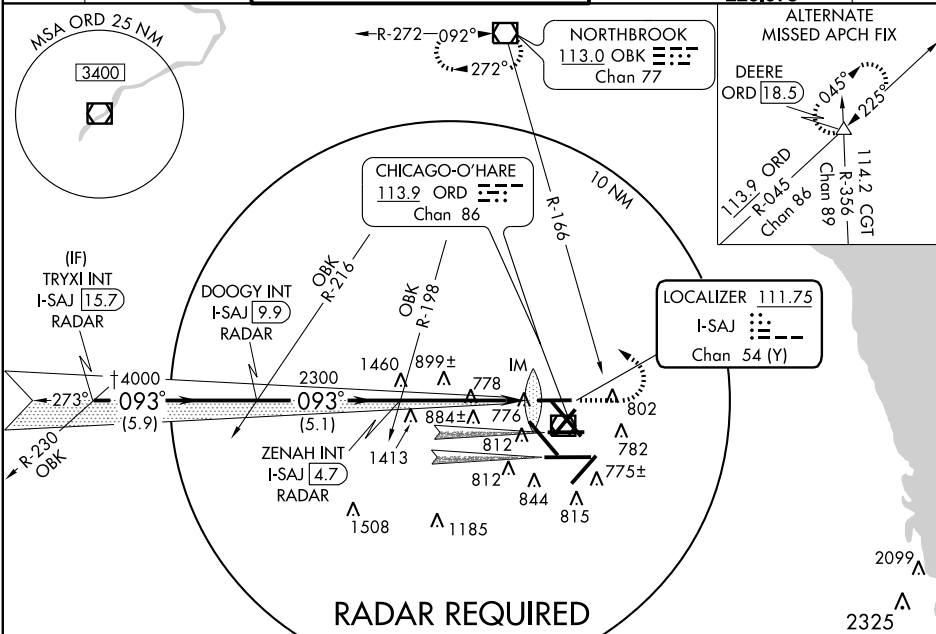 MSA ORD 25 NM
3400
R-272
092°
272°
NORTHBROOK
113.0 OBK
Chan 77
ALTERNATE
MISSED APCH FIX
DEERE
ORD 18.5
045°
225°
113.9 ORD
R-045
Chan 86
114.2 CGT
R-356
Chan 89
CHICAGO-O'HARE
113.9 ORD
Chan 86
10 NM
R-166
(IF)
TRYXI INT
I-SAJ 15.7
RADAR
DOOGY INT
I-SAJ 9.9
RADAR
OBK
R-216
OBK
R-198
LOCALIZER 111.75
I-SAJ
Chan 54 (Y)
1460
899±
IM
†4000
2300
778
273°
093°
093°
(5.9)
(5.1)
884±
776
802
R-230
OBK
ZENAH INT
I-SAJ 4.7
RADAR
1413
812
782
812
844
775±
815
1508
1185
2099
2325
RADAR REQUIRED